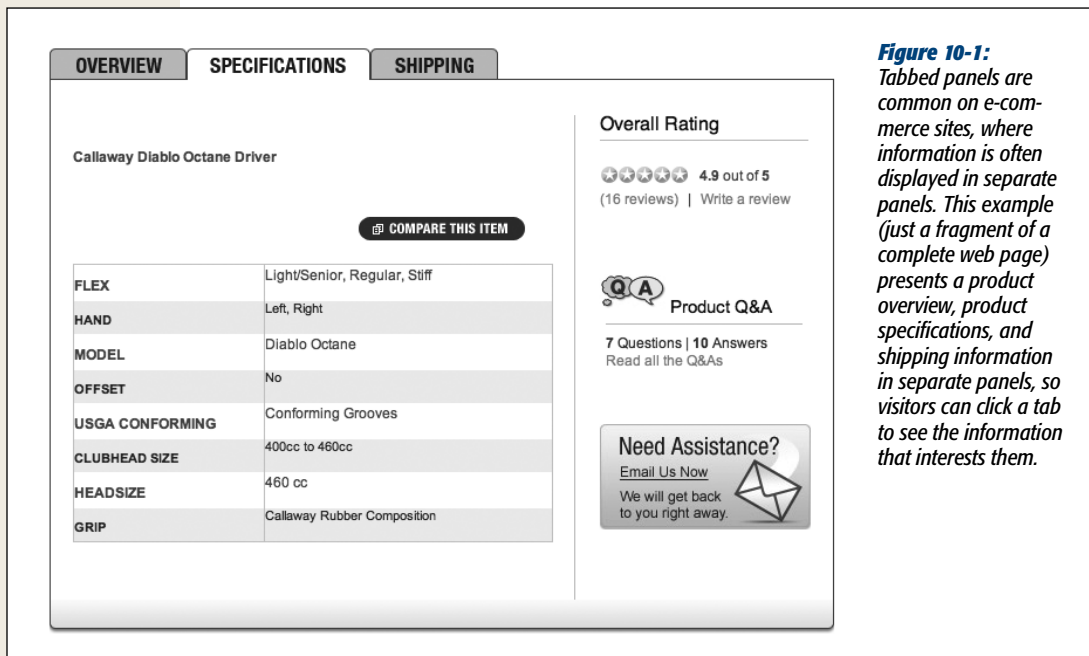 OVERVIEW SPECIFICATIONS SHIPPING
Callaway Diablo Octane Driver
COMPARE THIS ITEM
FLEX Light/Senior, Regular, Stiff
HAND Left, Right
MODEL Diablo Octane
OFFSET No
USGA CONFORMING Conforming Grooves
CLUBHEAD SIZE 400cc to 460cc
HEADSIZE 460 cc
GRIP Callaway Rubber Composition
Overall Rating
4.9 out of 5
(16 reviews) | Write a review
Q A Product Q&A
7 Questions | 10 Answers
Read all the Q&As
Need Assistance?
Email Us Now
We will get back
to you right away.
Figure 10-1:
Tabbed panels are
common on e-com-
merce sites, where
information is often
displayed in separate
panels. This example
(just a fragment of a
complete web page)
presents a product
overview, product
specifications, and
shipping information
in separate panels, so
visitors can click a tab
to see the information
that interests them.